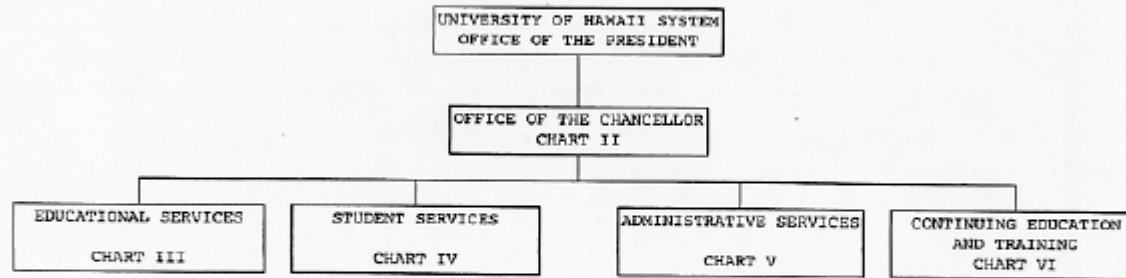 UNIVERSITY OF HAWAII SYSTEM
OFFICE OF THE PRESIDENT
OFFICE OF THE CHANCELLOR
CHART II
EDUCATIONAL SERVICES
CHART III
STUDENT SERVICES
CHART IV
ADMINISTRATIVE SERVICES
CHART V
CONTINUING EDUCATION
AND TRAINING
CHART VI